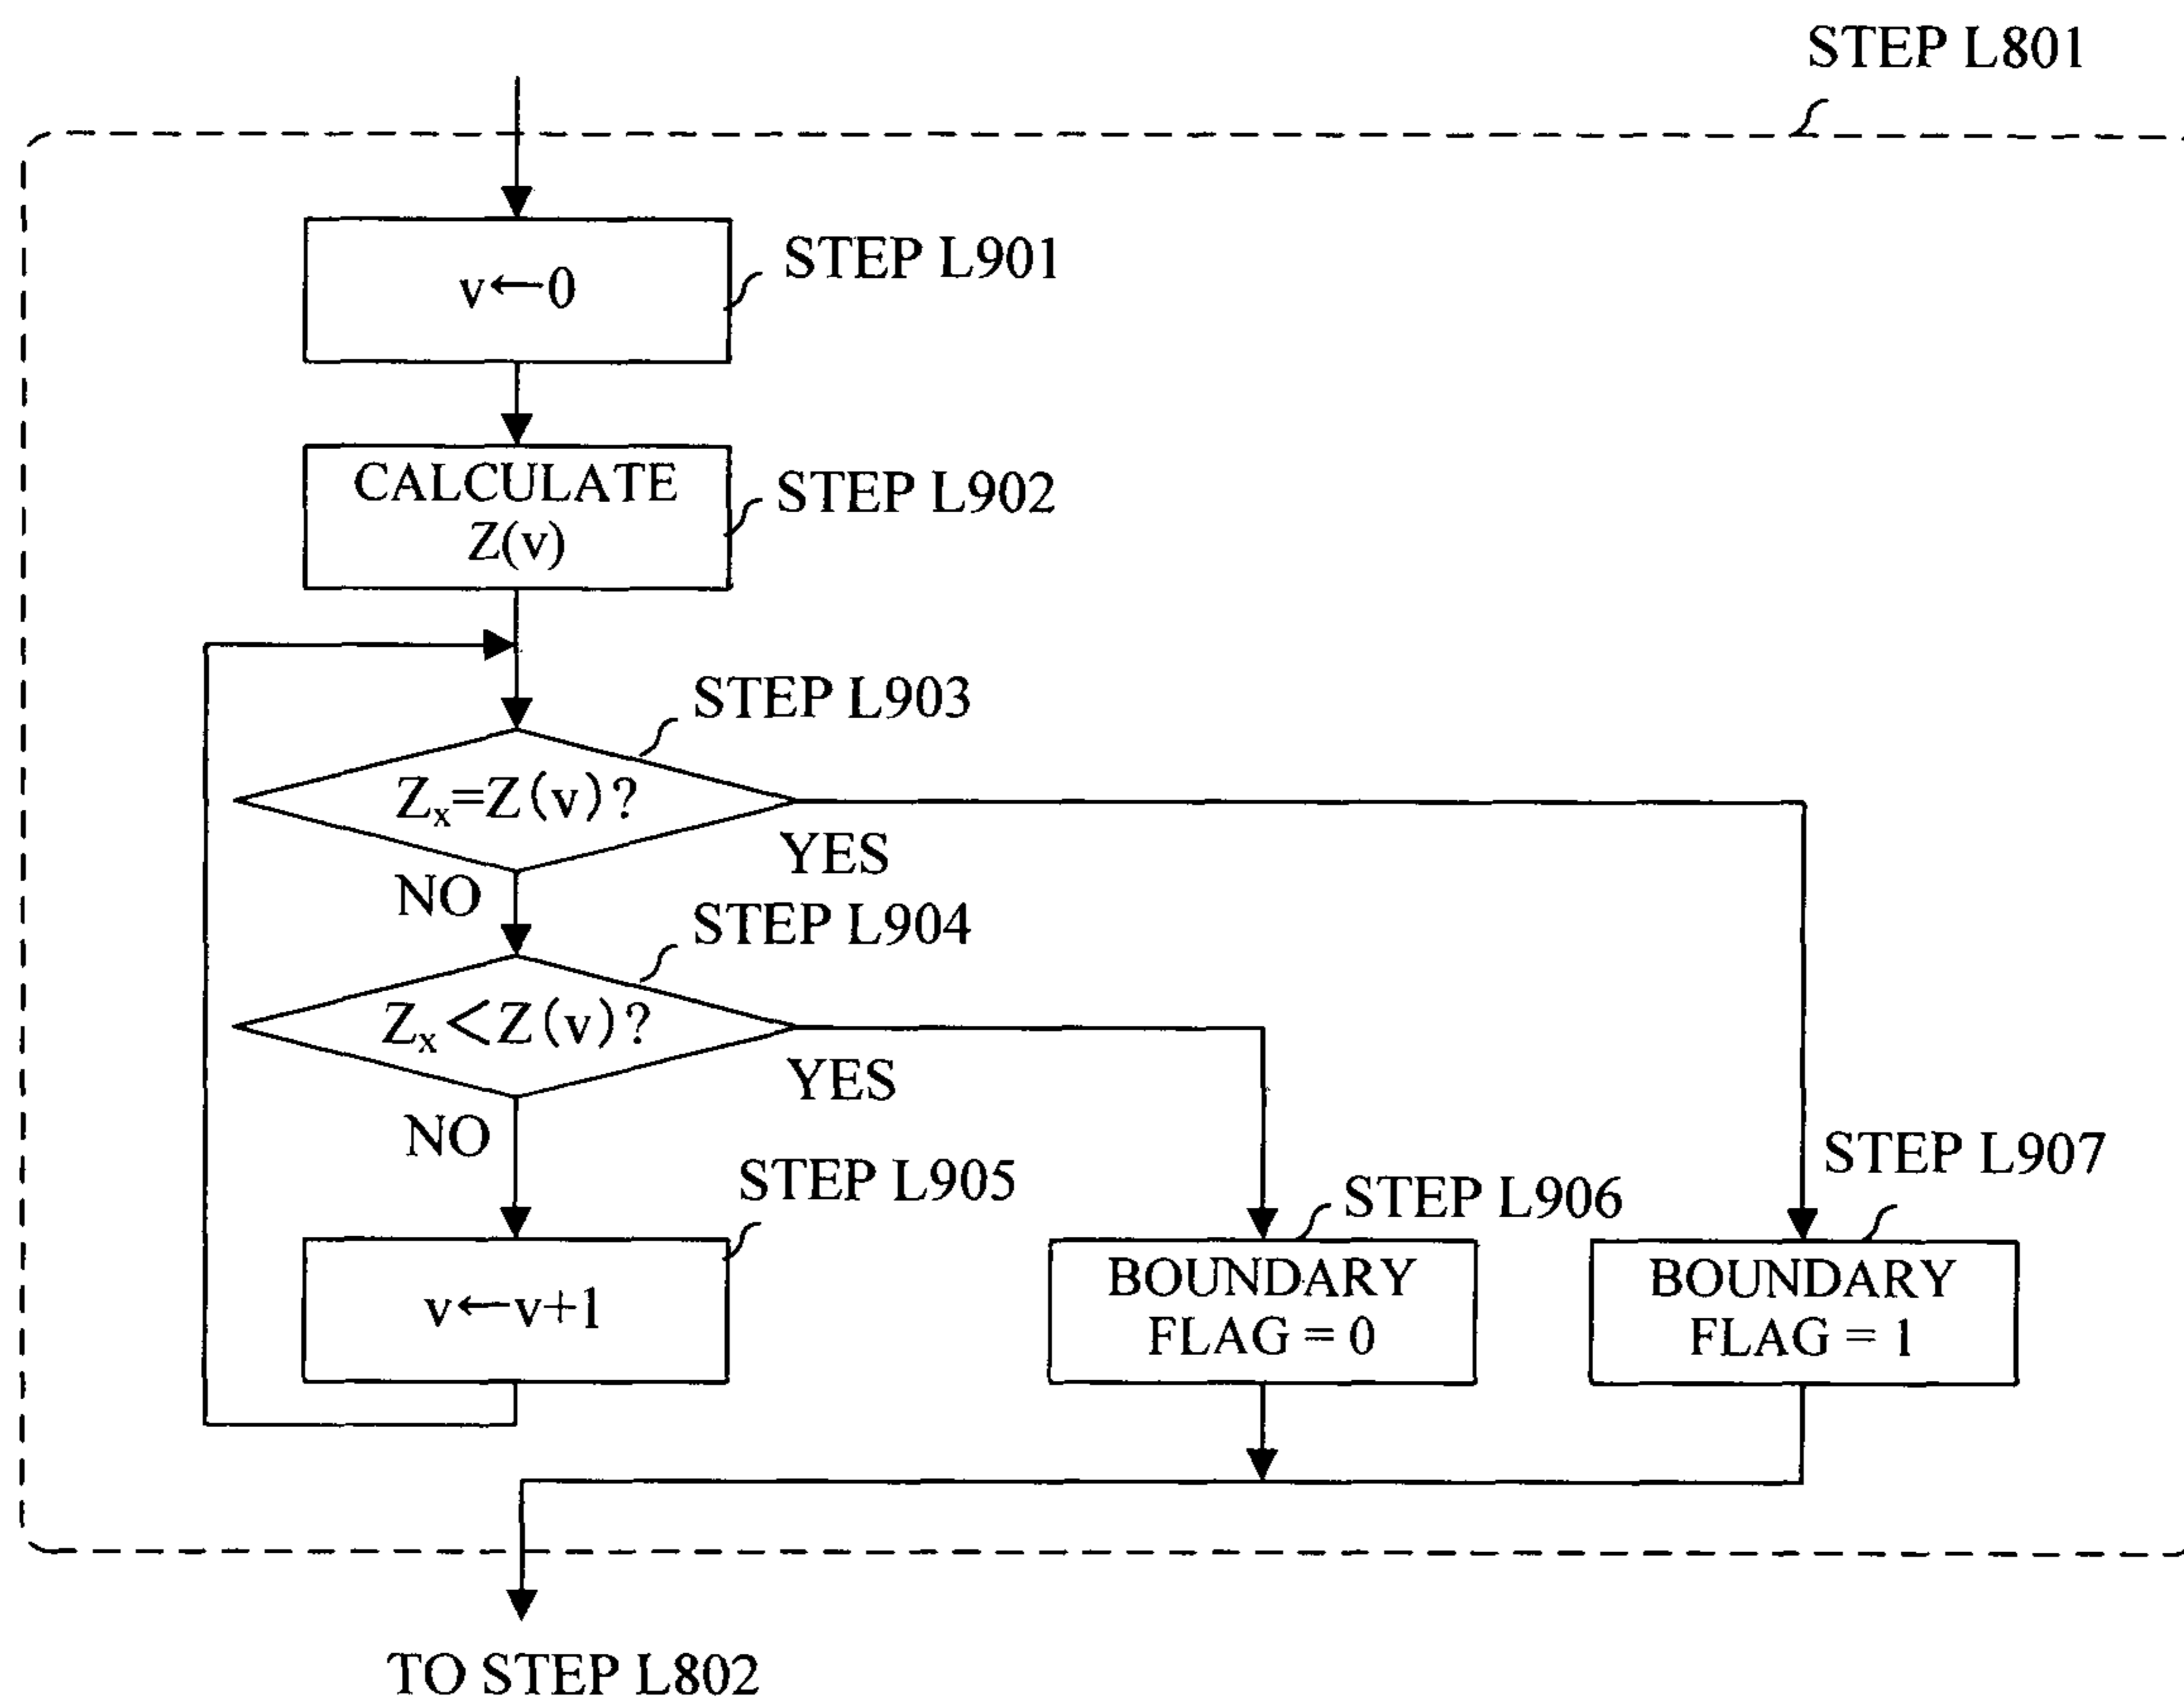 STEP L801
v←0
STEP L901
CALCULATE
Z(v)
STEP L902
STEP L903
Zx=Z(v)?
YES
NO
STEP L904
Zx<Z(v)?
YES
NO
STEP L905
v←v+1
STEP L906
BOUNDARY
FLAG = 0
STEP L907
BOUNDARY
FLAG = 1
TO STEP L802